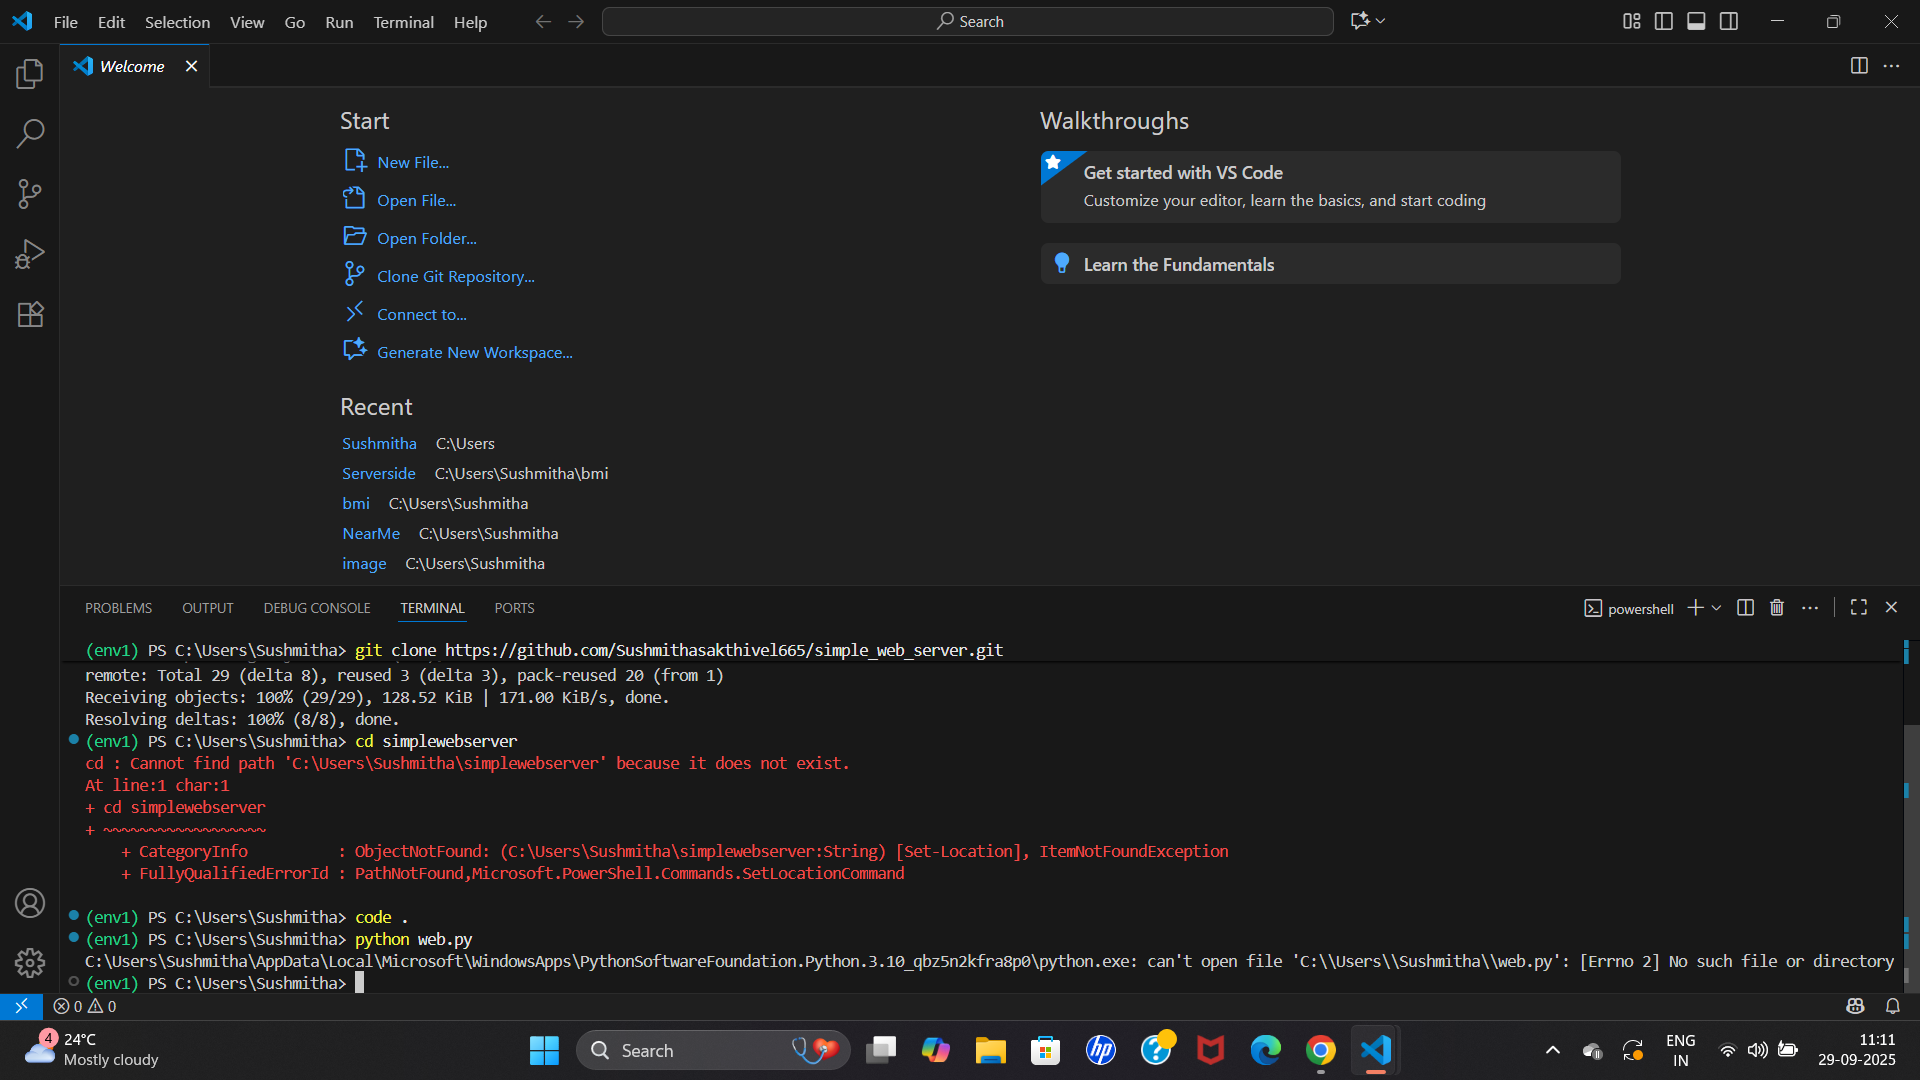 File Edit Selection View Go Run Terminal Help
Search
Welcome
Start
New File...
Open File...
Open Folder...
Clone Git Repository...
Connect to...
Generate New Workspace...
Recent
Sushmitha C:\Users
Serverside C:\Users\Sushmitha\bmi
bmi C:\Users\Sushmitha
NearMe C:\Users\Sushmitha
image C:\Users\Sushmitha
Walkthroughs
Get started with VS Code
Customize your editor, learn the basics, and start coding
Learn the Fundamentals
PROBLEMS OUTPUT DEBUG CONSOLE TERMINAL PORTS
powershell
(env1) PS C:\Users\Sushmitha> git clone https://github.com/Sushmithasakthivel665/simple_web_server.git
remote: Total 29 (delta 8), reused 3 (delta 3), pack-reused 20 (from 1)
Receiving objects: 100% (29/29), 128.52 KiB | 171.00 KiB/s, done.
Resolving deltas: 100% (8/8), done.
(env1) PS C:\Users\Sushmitha> cd simplewebserver
cd : Cannot find path 'C:\Users\Sushmitha\simplewebserver' because it does not exist.
At line:1 char:1
+ cd simplewebserver
+ ~~~~~~~~~~~~~~~~~~
+ CategoryInfo : ObjectNotFound: (C:\Users\Sushmitha\simplewebserver:String) [Set-Location], ItemNotFoundException
+ FullyQualifiedErrorId : PathNotFound,Microsoft.PowerShell.Commands.SetLocationCommand
(env1) PS C:\Users\Sushmitha> code .
(env1) PS C:\Users\Sushmitha> python web.py
C:\Users\Sushmitha\AppData\Local\Microsoft\WindowsApps\PythonSoftwareFoundation.Python.3.10_qbz5n2kfra8p0\python.exe: can't open file 'C:\\Users\\Sushmitha\\web.py': [Errno 2] No such file or directory
(env1) PS C:\Users\Sushmitha>
0 0
4
24°C
Mostly cloudy
Search
hp
ENG
IN
11:11
29-09-2025